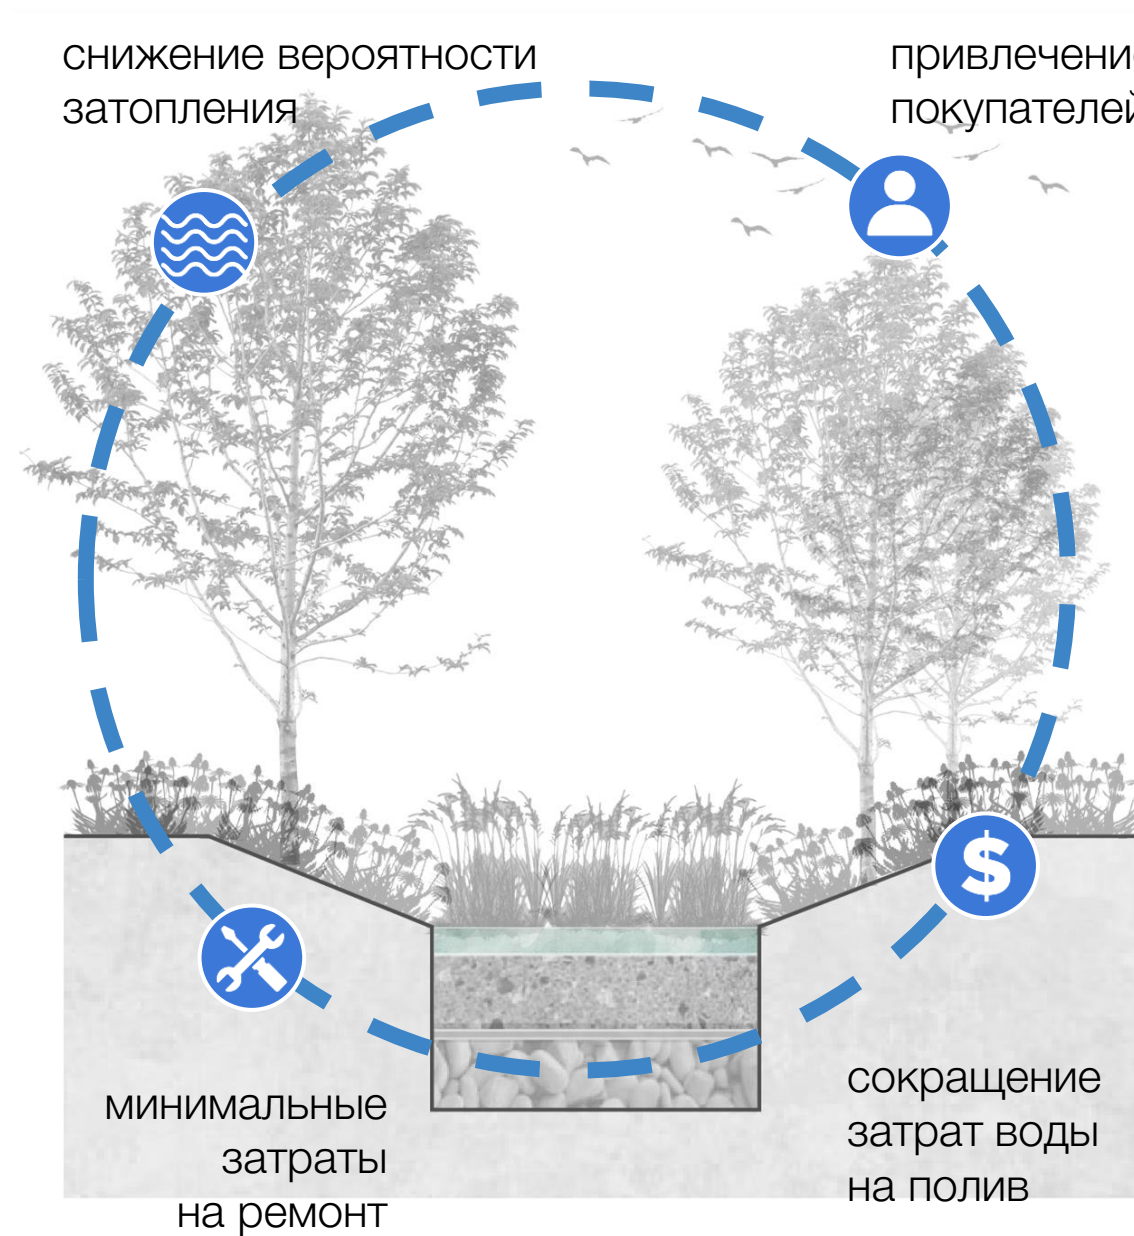 снижение вероятности
затопления
привлечени
покупателей
минимальные
затраты
на ремонт
сокращение
затрат воды
на полив